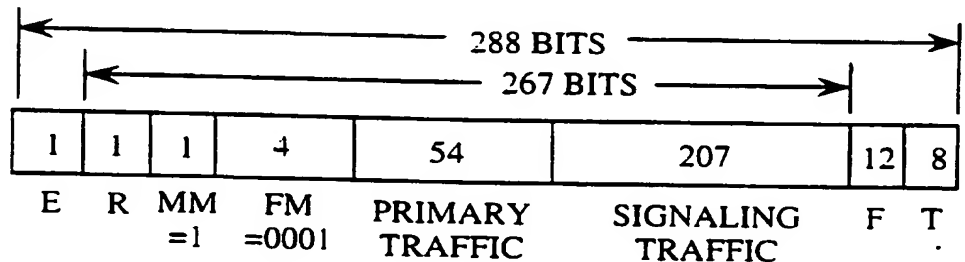 288 BITS
267 BITS
1 1 1 4 54 207 12 8
E R MM FM PRIMARY SIGNALING F T
=1 =0001 TRAFFIC TRAFFIC